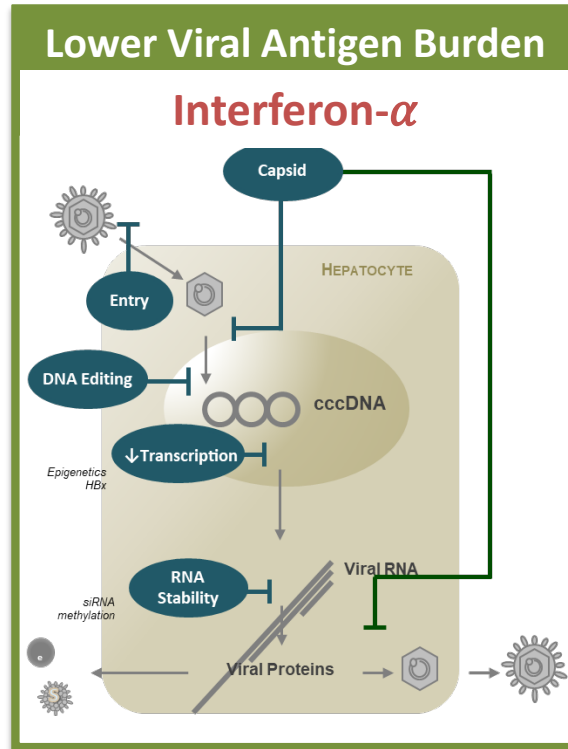 Lower Viral Antigen Burden
Interferon-α
Capsid
HEPATOCYTE
Entry
DNA Editing
cccDNA
↓Transcription
Epigenetics
HBx
Viral RNA
RNA
Stability
siRNA
methylation
Viral Proteins
e
S